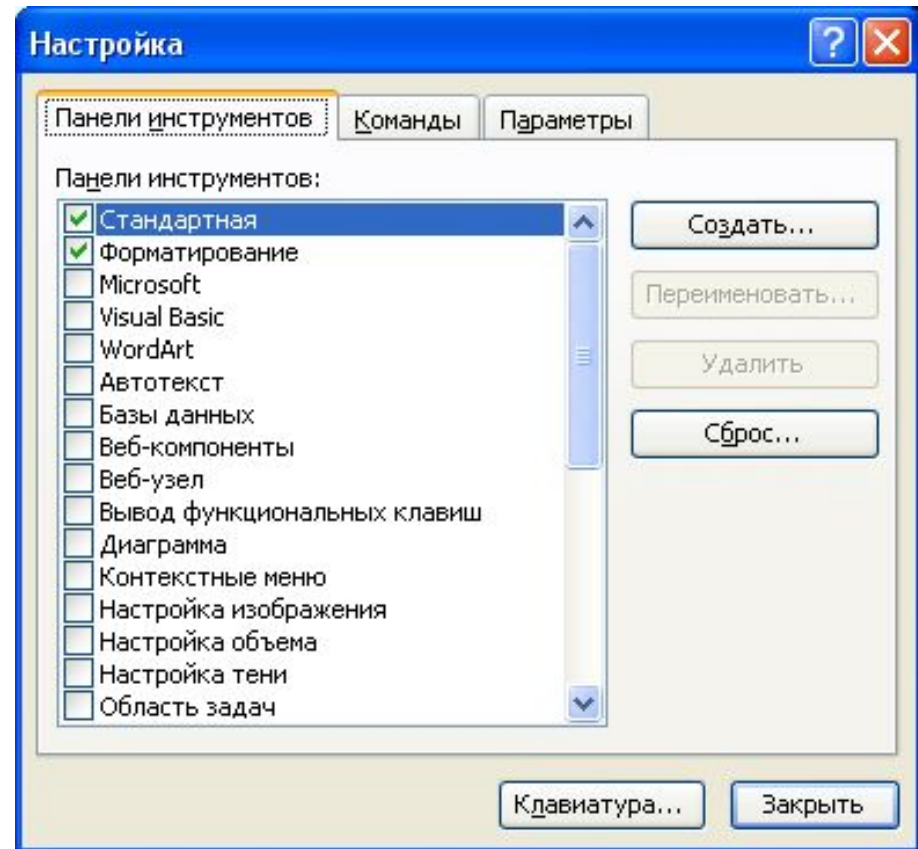 Настройка
Панели инструментов
Команды
Параметры
Панели инструментов:
Стандартная
Форматирование
Microsoft
Visual Basic
WordArt
Автотекст
Базы данных
Веб-компоненты
Веб-узел
Вывод функциональных клавиш
Диаграмма
Контекстные меню
Настройка изображения
Настройка объема
Настройка тени
Область задач
Создать...
Переименовать...
Удалить
Сброс...
Клавиатура...
Закрыть